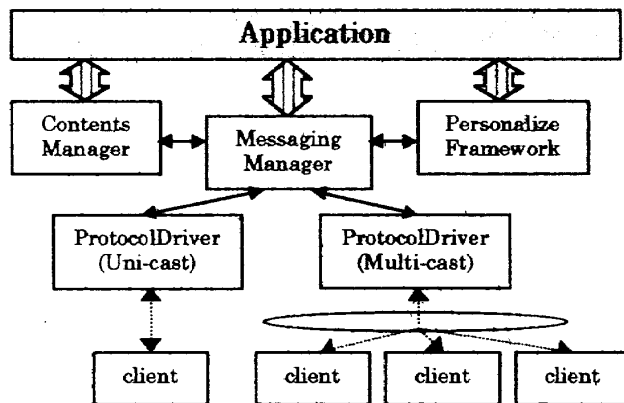 Application
Contents
Manager
Messaging
Manager
Personalize
Framework
ProtocolDriver
(Uni-cast)
ProtocolDriver
(Multi-cast)
client
client
client
client